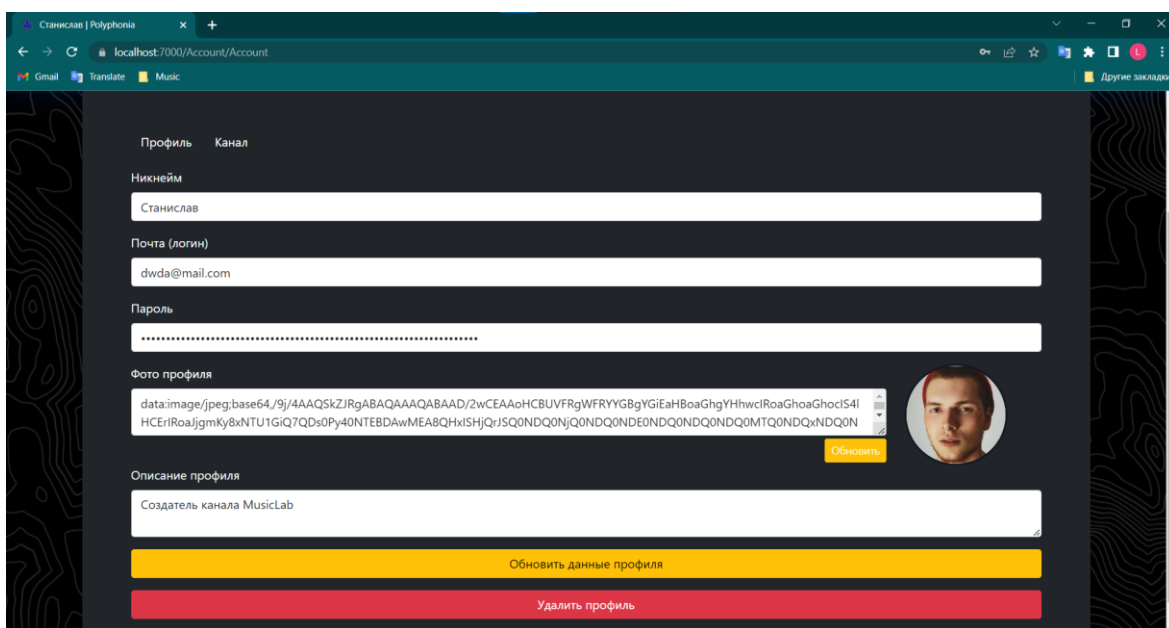 Станислав | Polyphonia
localhost:7000/Account/Account
Gmail Translate Music Другие закладки
Профиль Канал
Никнейм
Станислав
Почта (логин)
dwda@mail.com
Пароль
Фото профиля
data:image/jpeg;base64,/9j/4AAQSkZJRgABAQAAAQABAAD/2wCEAAoHCBUVFRgWFRYYGBgYGiEaHBoaGhgYHhwcIRoaGhoaGhocIS4l
HCErIRoaJjgmKy8xNTU1GiQ7QDs0Py40NTEBDAwMEA8QHxISHjQrJSQ0NDQ0NjQ0NDQ0NDE0NDQ0NDQ0NDQ0MTQ0NDQxNDQ0N
Обновить
Описание профиля
Создатель канала MusicLab
Обновить данные профиля
Удалить профиль